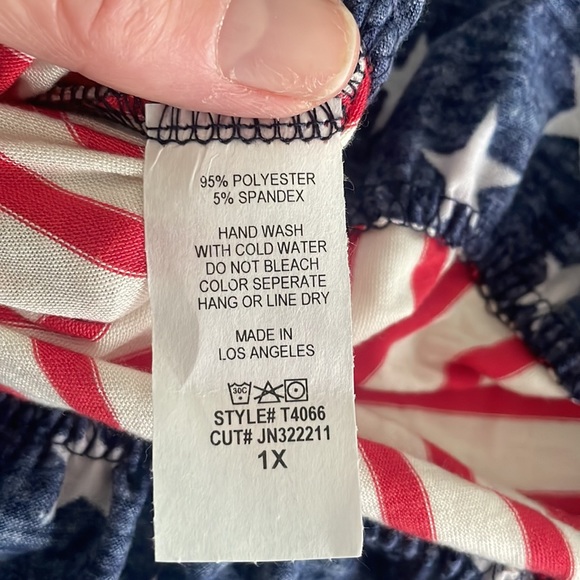 95% POLYESTER
5% SPANDEX
HAND WASH
WITH COLD WATER
DO NOT BLEACH
COLOR SEPERATE
HANG OR LINE DRY
MADE IN
LOS ANGELES
30C
STYLE# T4066
CUT# JN322211
1X